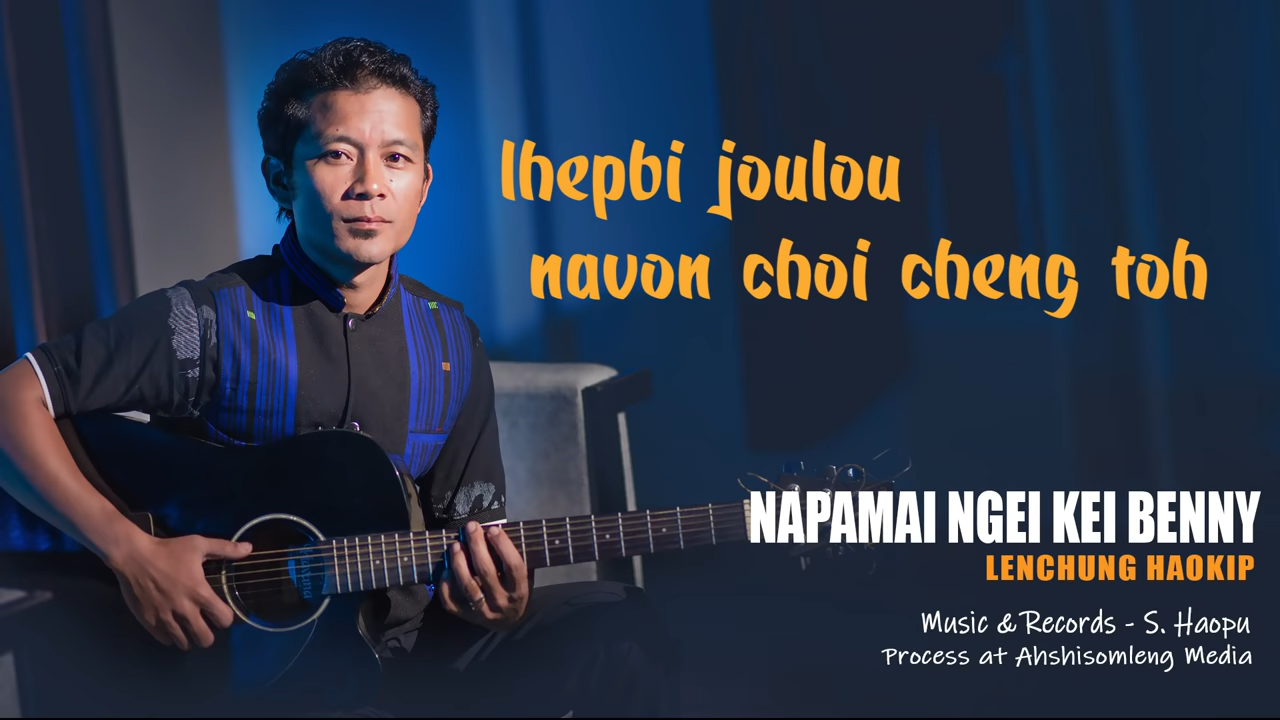 lhepbi joulou
navon choi cheng toh
NAPAMAI NGEI KEI BENNY
LENCHUNG HAOKIP
Music & Records - S. Haopu
Process at Ahshisomleng Media